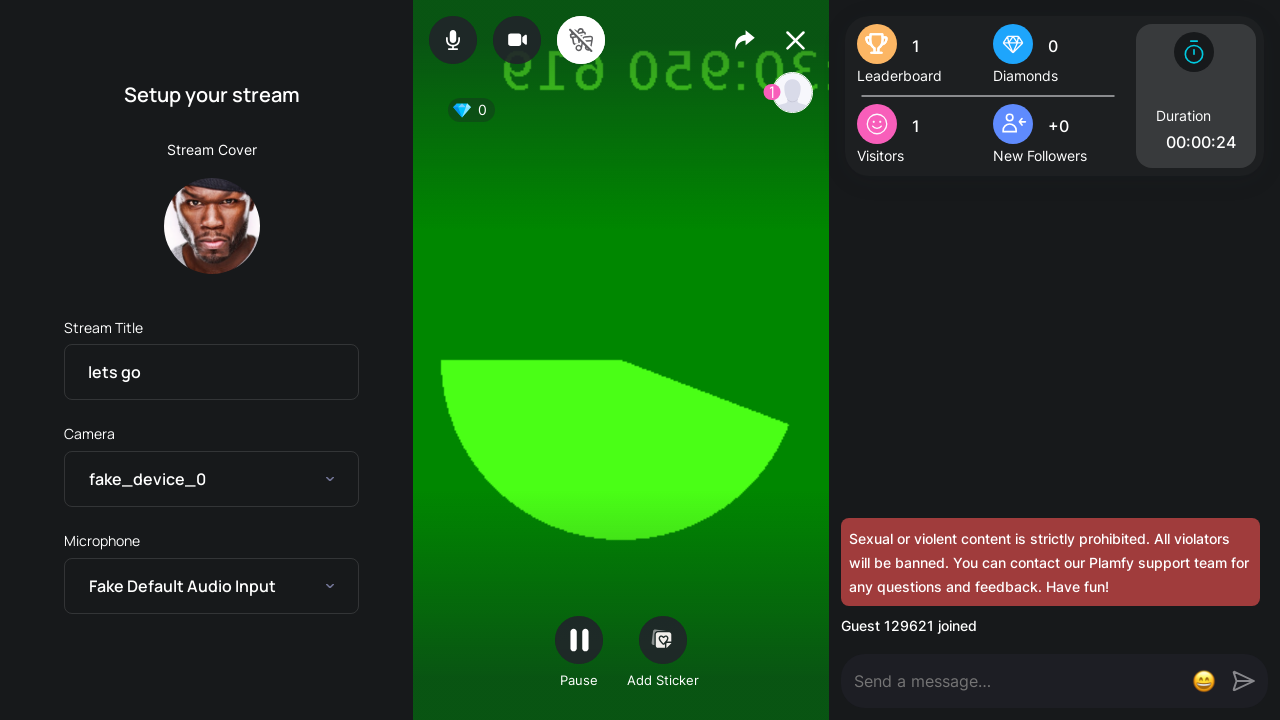 Setup your stream
Stream Cover
Stream Title
lets go
Camera
fake_device_0
Microphone
Fake Default Audio Input
0
1
Pause
Add Sticker
1
Leaderboard
0
Diamonds
1
Visitors
+0
New Followers
Duration
00:00:24
Sexual or violent content is strictly prohibited. All violators
will be banned. You can contact our Plamfy support team for
any questions and feedback. Have fun!
Guest 129621 joined
Send a message...